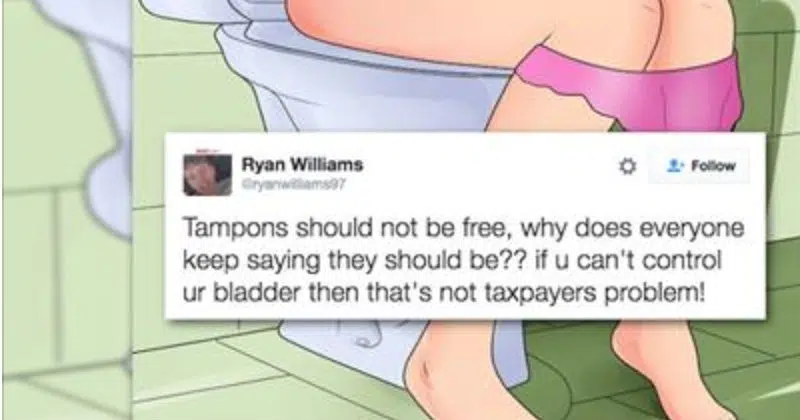 Ryan Williams
@ryanwilliams97
Follow
Tampons should not be free, why does everyone
keep saying they should be?? if u can't control
ur bladder then that's not taxpayers problem!